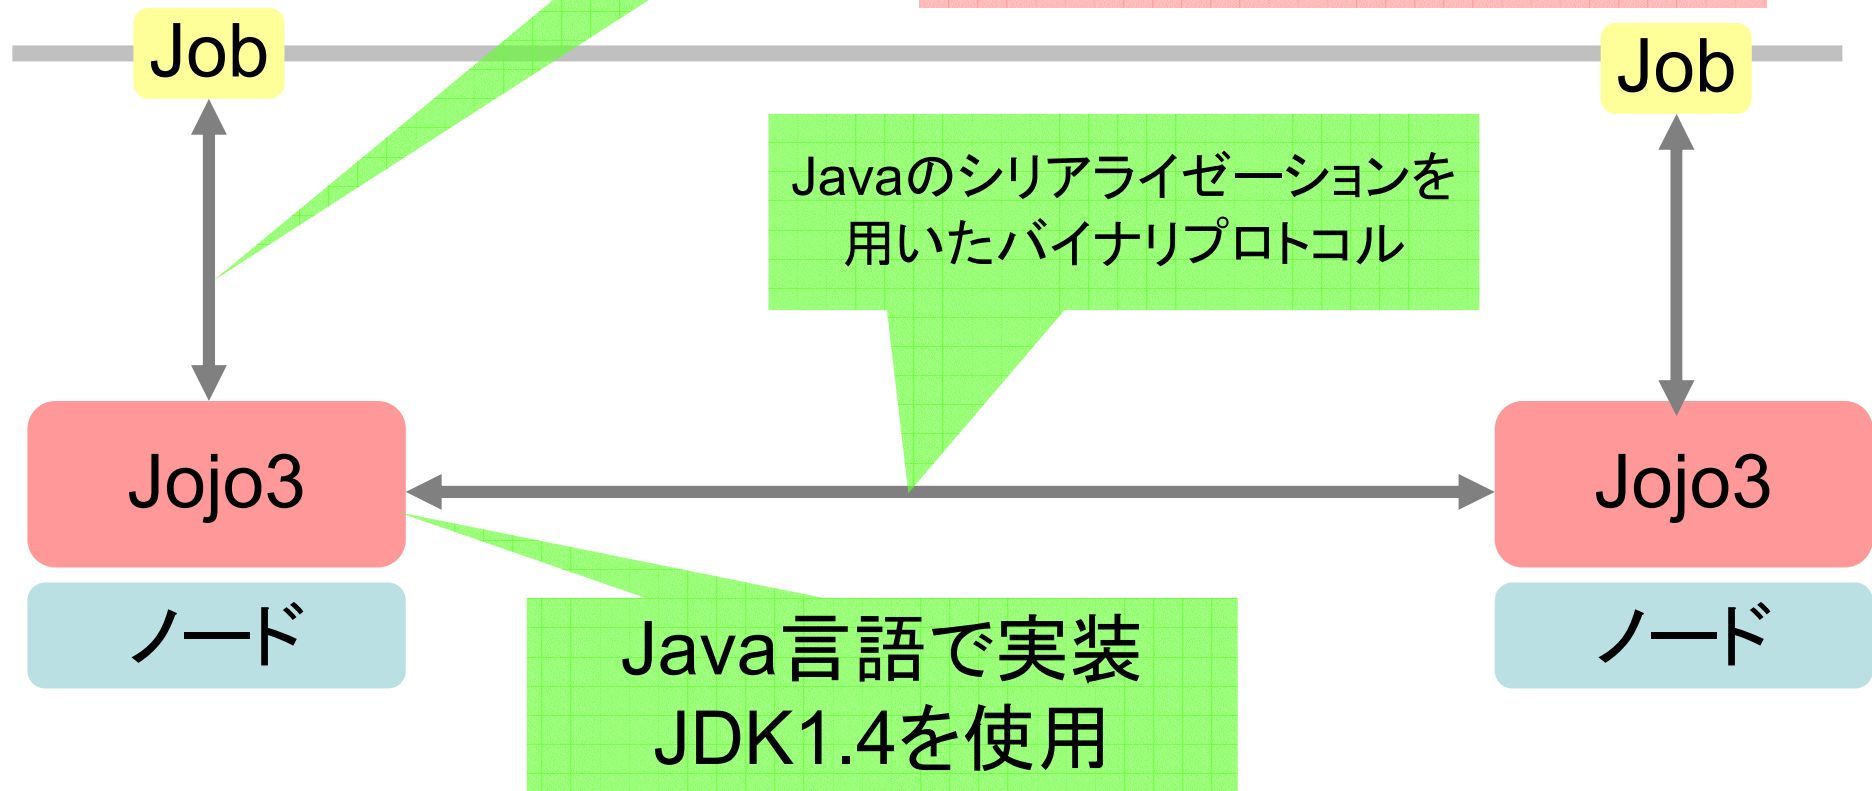 Job
Job
Javaのシリアライゼーションを
用いたバイナリプロトコル
Jojo3
Jojo3
ノード
ノード
Java言語で実装
JDK1.4を使用